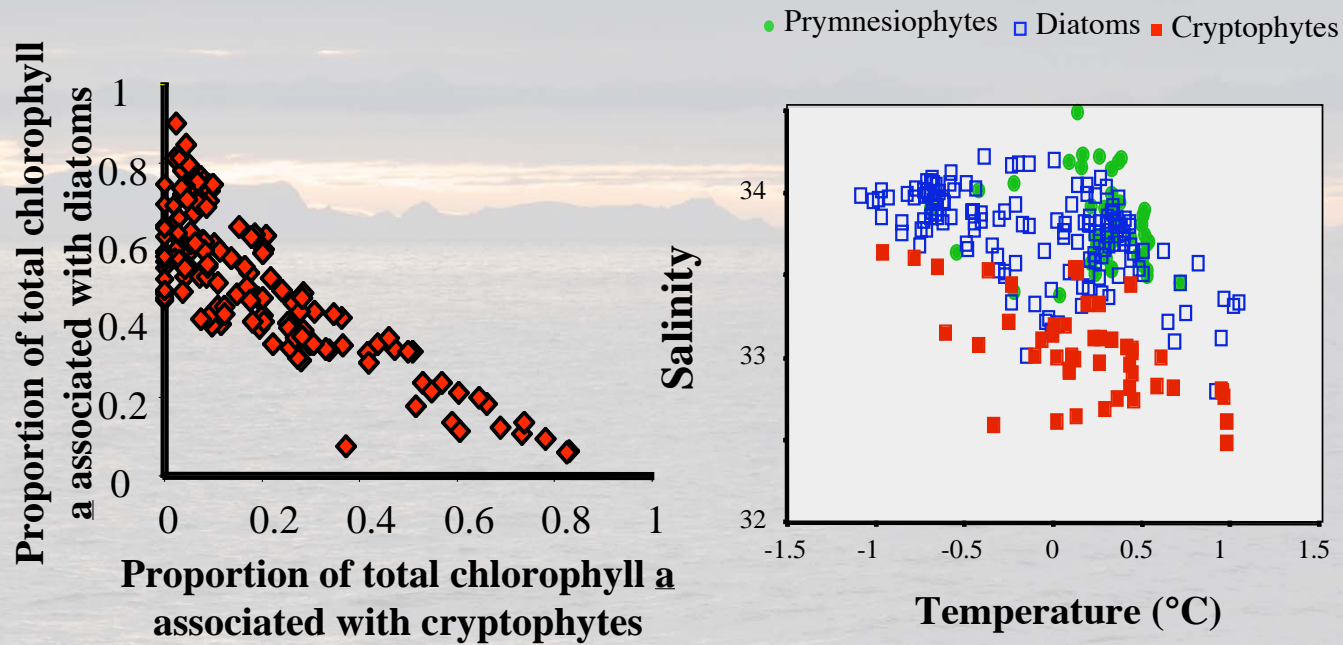 Proportion of total chlorophyll
a associated with diatoms
1
0.8
0.6
0.4
0.2
0
0 0.2 0.4 0.6 0.8 1
Proportion of total chlorophyll a
associated with cryptophytes
Prymnesiophytes Diatoms Cryptophytes
Salinity
34
33
32
-1.5 -1 -0.5 0 0.5 1 1.5
Temperature (°C)